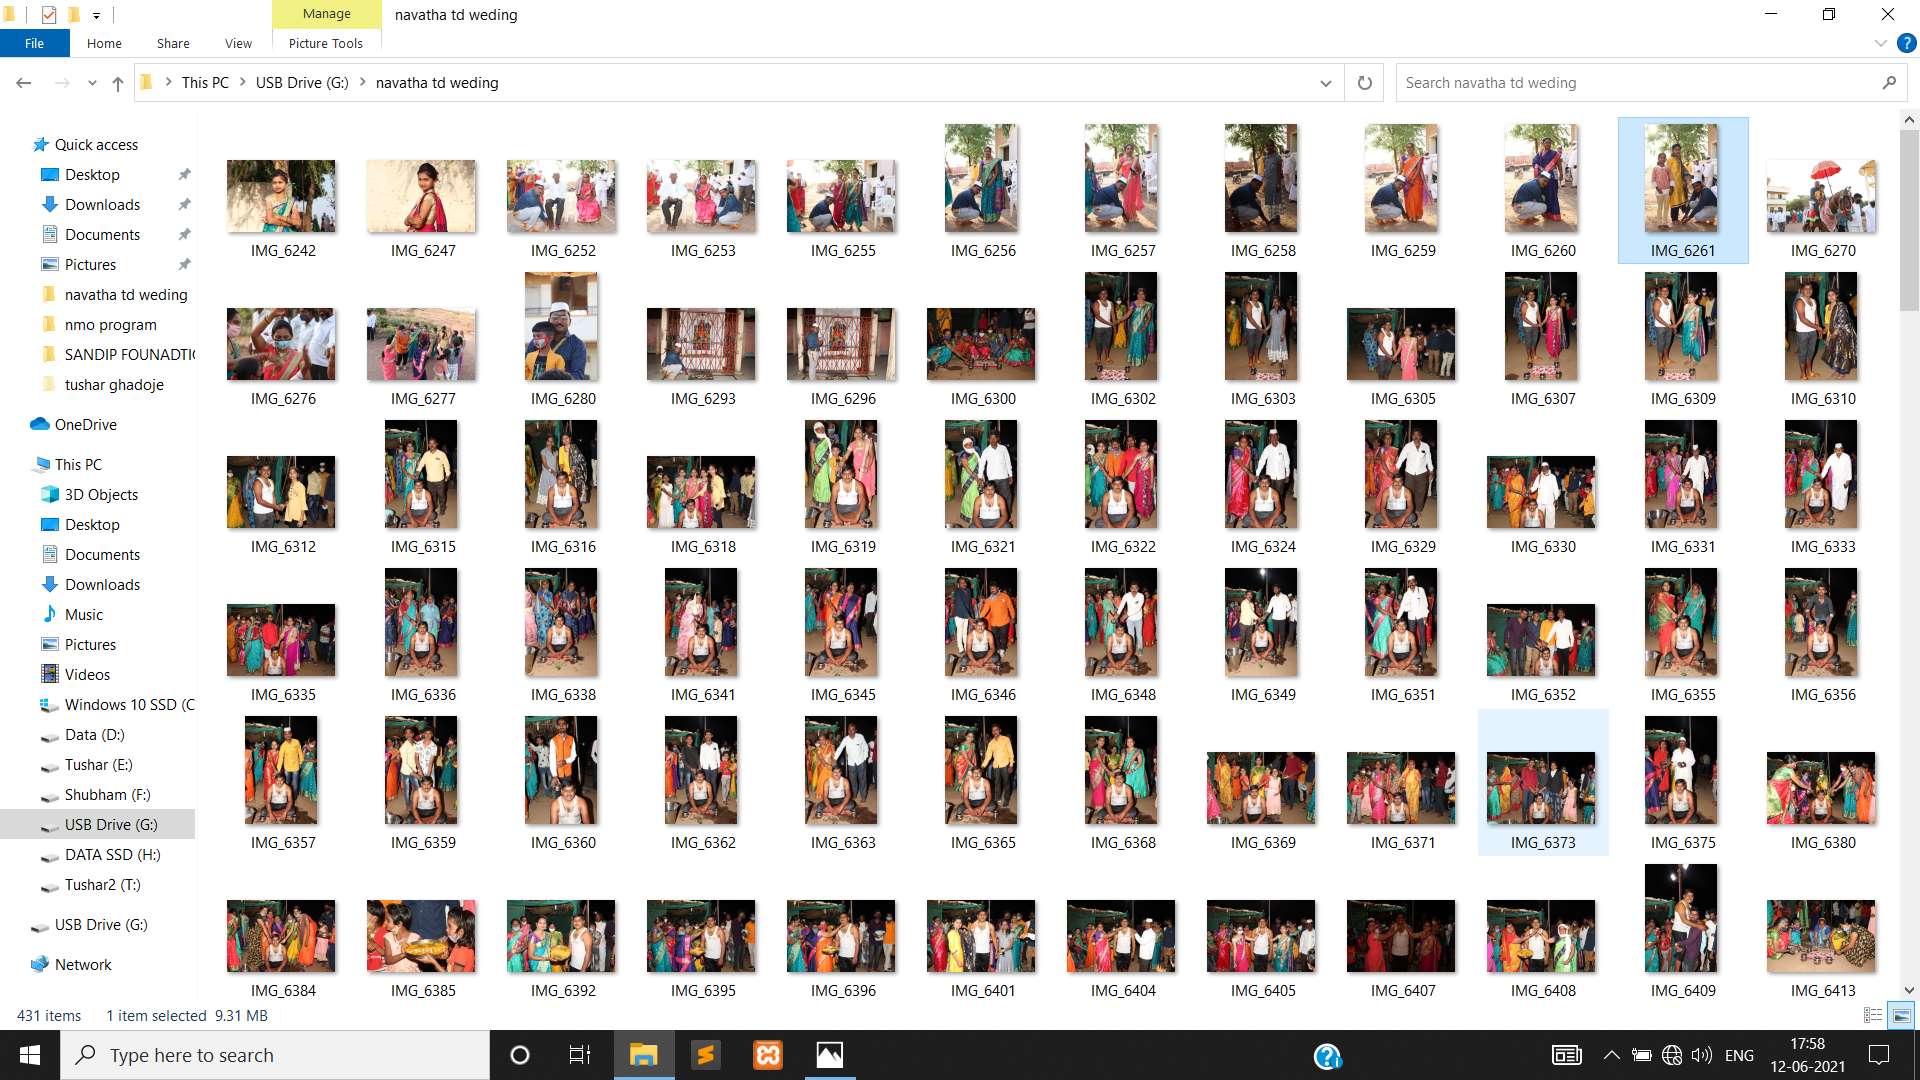 Manage
navatha td weding
File
Home
Share
View
Picture Tools
This PC
USB Drive (G:)
navatha td weding
Search navatha td weding
Quick access
Desktop
Downloads
Documents
Pictures
navatha td weding
nmo program
SANDIP FOUNADTI
tushar ghadoje
OneDrive
This PC
3D Objects
Desktop
Documents
Downloads
Music
Pictures
Videos
Windows 10 SSD (C
Data (D:)
Tushar (E:)
Shubham (F:)
USB Drive (G:)
DATA SSD (H:)
Tushar2 (T:)
USB Drive (G:)
Network
IMG_6242 IMG_6247 IMG_6252 IMG_6253 IMG_6255 IMG_6256 IMG_6257 IMG_6258 IMG_6259 IMG_6260 IMG_6261 IMG_6270
IMG_6276 IMG_6277 IMG_6280 IMG_6293 IMG_6296 IMG_6300 IMG_6302 IMG_6303 IMG_6305 IMG_6307 IMG_6309 IMG_6310
IMG_6312 IMG_6315 IMG_6316 IMG_6318 IMG_6319 IMG_6321 IMG_6322 IMG_6324 IMG_6329 IMG_6330 IMG_6331 IMG_6333
IMG_6335 IMG_6336 IMG_6338 IMG_6341 IMG_6345 IMG_6346 IMG_6348 IMG_6349 IMG_6351 IMG_6352 IMG_6355 IMG_6356
IMG_6357 IMG_6359 IMG_6360 IMG_6362 IMG_6363 IMG_6365 IMG_6368 IMG_6369 IMG_6371 IMG_6373 IMG_6375 IMG_6380
IMG_6384 IMG_6385 IMG_6392 IMG_6395 IMG_6396 IMG_6401 IMG_6404 IMG_6405 IMG_6407 IMG_6408 IMG_6409 IMG_6413
431 items 1 item selected 9.31 MB
Type here to search
ENG
17:58
12-06-2021